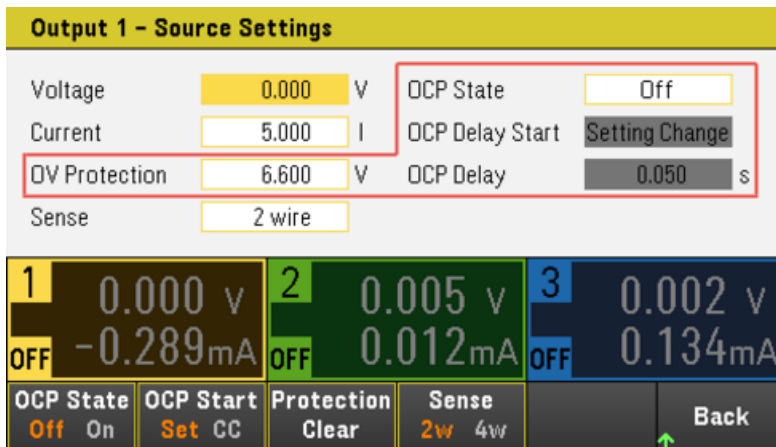 Output 1 – Source Settings
Voltage 0.000 V OCP State Off
Current 5.000 I OCP Delay Start Setting Change
OV Protection 6.600 V OCP Delay 0.050 s
Sense 2 wire
1 0.000 V 2 0.005 V 3 0.002 V
OFF -0.289mA OFF 0.012mA OFF 0.134mA
OCP State OCP Start Protection Sense
Off On Set CC Clear 2w 4w Back